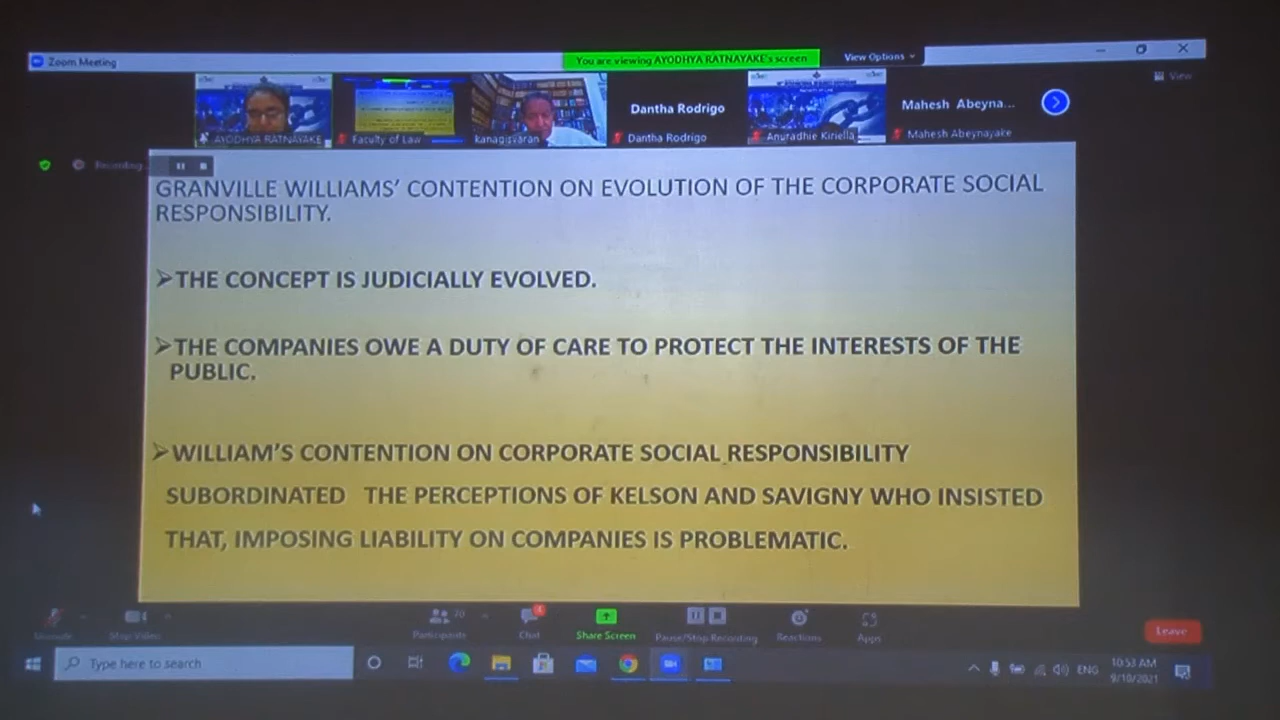 Zoom Meeting
You are viewing AYODHYA RATNAYAKE's screen
View Options
View
Dantha Rodrigo
Mahesh Abeyna...
AYODHYA RATNAYAKE
Faculty of Law
kanagisvaran
Dantha Rodrigo
Anuradhie Kiriella
Mahesh Abeynayake
Recording
GRANVILLE WILLIAMS' CONTENTION ON EVOLUTION OF THE CORPORATE SOCIAL
RESPONSIBILITY.
➢THE CONCEPT IS JUDICIALLY EVOLVED.
➢THE COMPANIES OWE A DUTY OF CARE TO PROTECT THE INTERESTS OF THE
PUBLIC.
➢WILLIAM'S CONTENTION ON CORPORATE SOCIAL RESPONSIBILITY
SUBORDINATED THE PERCEPTIONS OF KELSON AND SAVIGNY WHO INSISTED
THAT, IMPOSING LIABILITY ON COMPANIES IS PROBLEMATIC.
Unmute
Stop Video
Participants
70
Chat
Share Screen
Pause/Stop Recording
Reactions
Apps
Leave
Type here to search
ENG
10:53 AM
9/10/2021